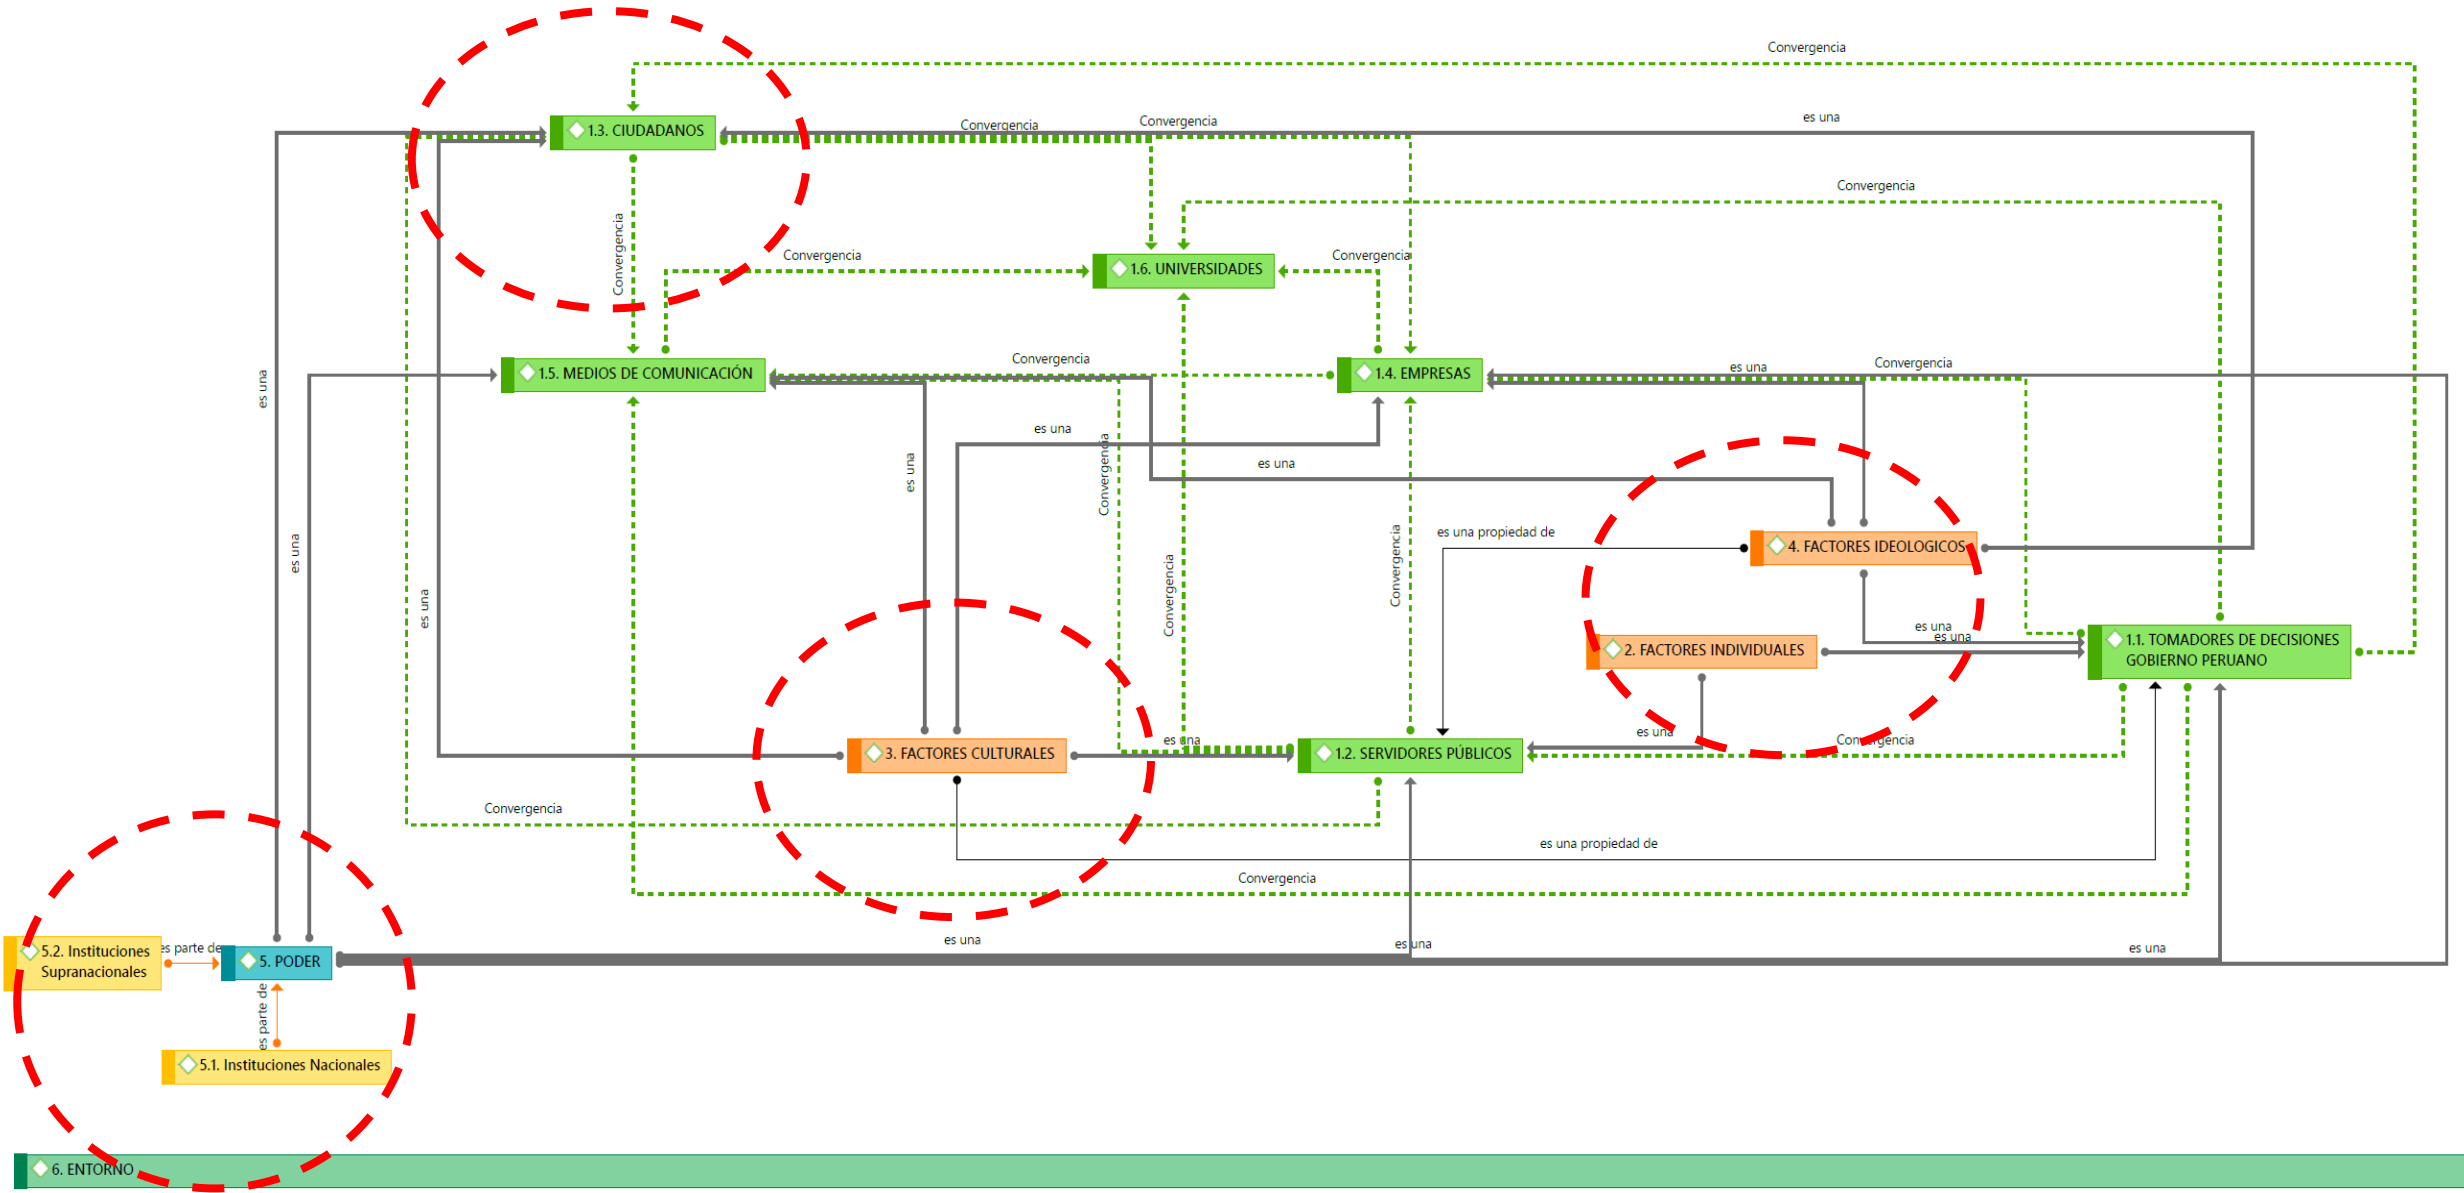 Convergencia
1.3. CIUDADANOS
Convergencia
Convergencia
es una
Convergencia
Convergencia
Convergencia
1.6. UNIVERSIDADES
Convergencia
es una
1.5. MEDIOS DE COMUNICACIÓN
Convergencia
1.4. EMPRESAS
es una
Convergencia
es una
es una
Convergencia
es una
es una
es una propiedad de
4. FACTORES IDEOLOGICOS
es una
Convergencia
Convergencia
es una
es una
es una
2. FACTORES INDIVIDUALES
1.1. TOMADORES DE DECISIONES
GOBIERNO PERUANO
3. FACTORES CULTURALES
es una
1.2. SERVIDORES PÚBLICOS
es una
Convergencia
Convergencia
es una propiedad de
Convergencia
5.2. Instituciones
Supranacionales
es parte de
5. PODER
es una
es una
es una
es parte de
5.1. Instituciones Nacionales
6. ENTORNO